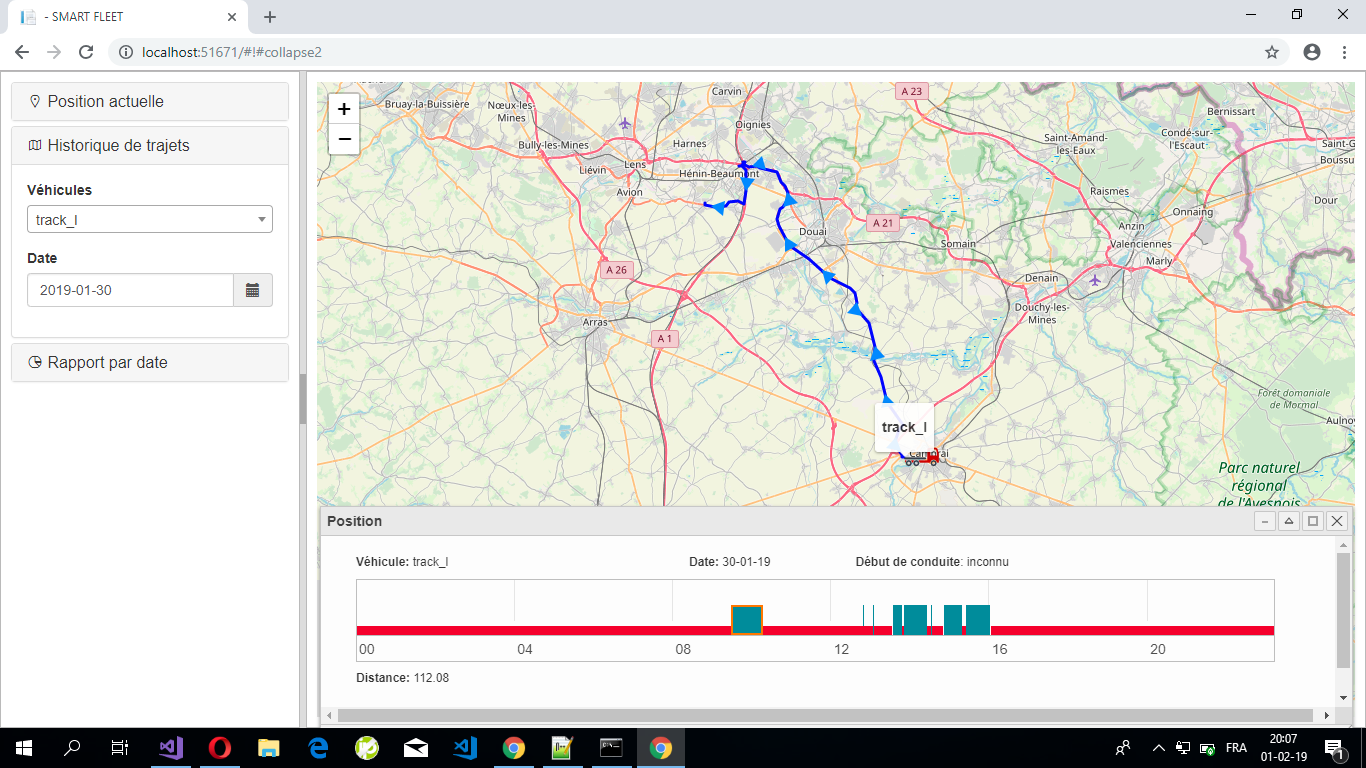 - SMART FLEET
localhost:51671/#!#collapse2
Position actuelle
Historique de trajets
Véhicules
track_l
Date
2019-01-30
Rapport par date
+
−
Bruay-la-Buissière
Nœux-les-
Mines
Carvin
Oignies
A 23
Bernissart
Condé-sur-
l'Escaut
Saint-Amand-
les-Eaux
Bully-les-Mines
Harnes
Lens
Liévin
Hénin-Beaumont
Avion
Saint-G
Boussu
Raismes
Dour
Onnaing
Anzin
Valenciennes
Marly
Douai
A 21
Somain
Denain
Douchy-les-
Mines
A 26
Arras
A 1
Forêt domaniale
de Mormal
Aulnoy
track_l
Cambrai
Parc naturel
régional
de l'Avesnois
Position
Véhicule: track_l
Date: 30-01-19
Début de conduite: inconnu
00 04 08 12 16 20
Distance: 112.08
FRA
20:07
01-02-19
1